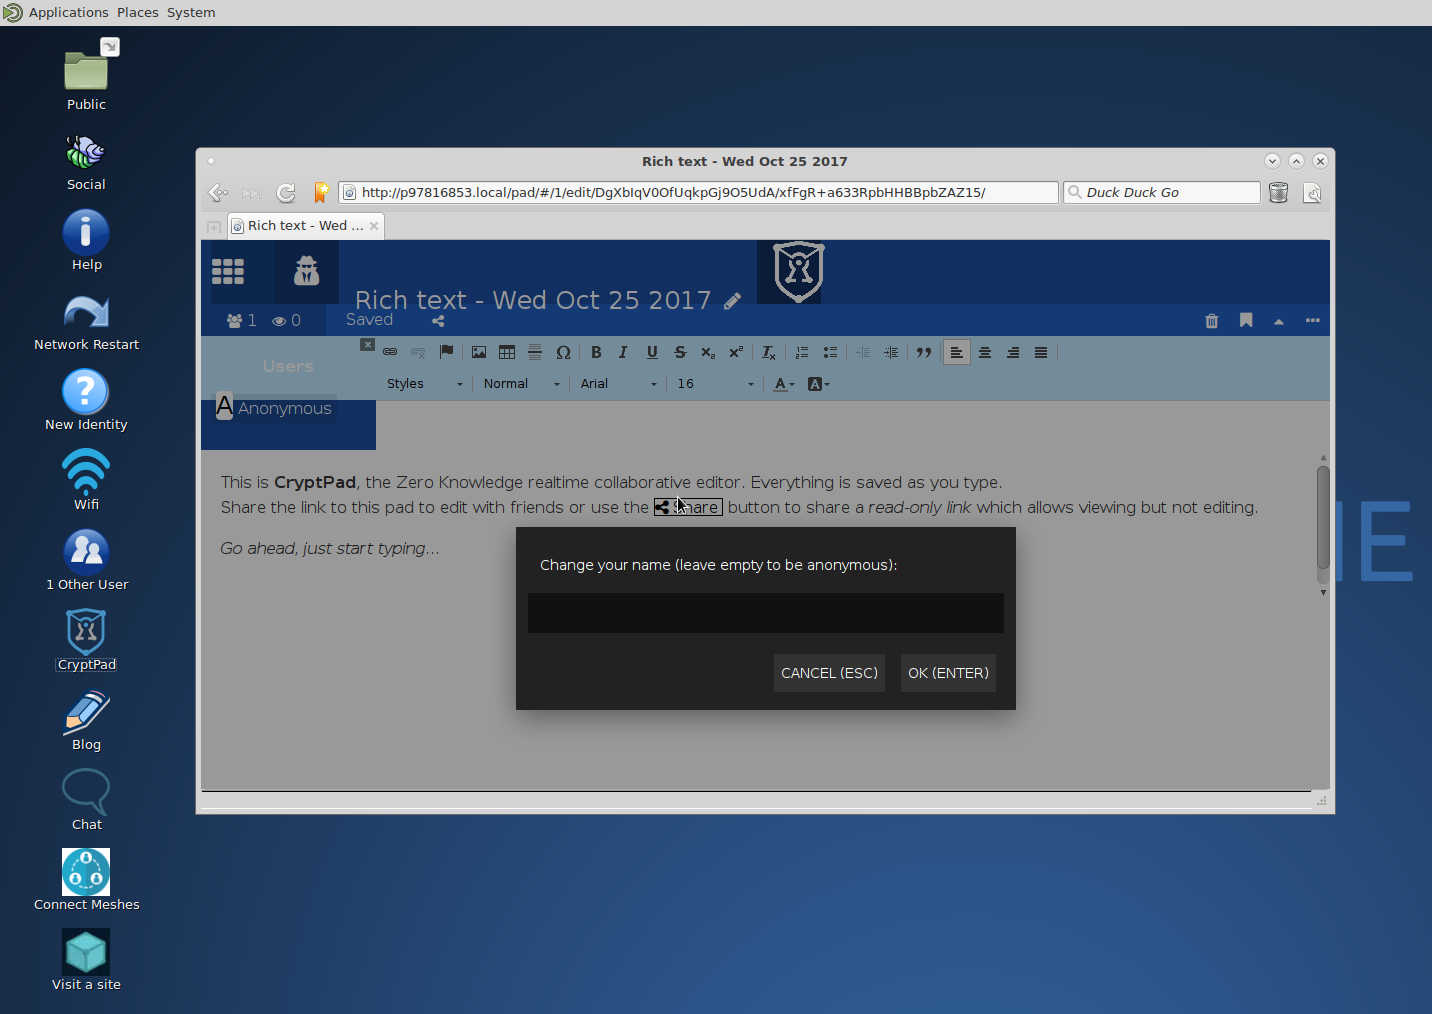 Applications Places System
Public
Social
Help
Network Restart
New Identity
Wifi
1 Other User
CryptPad
Blog
Chat
Connect Meshes
Visit a site
Rich text - Wed Oct 25 2017
http://p97816853.local/pad/#/1/edit/DgXbIqV0OfUqkpGj9O5UdA/xfFgR+a633RpbHHBBpbZAZ15/
Duck Duck Go
Rich text - Wed ...
Rich text - Wed Oct 25 2017
1 0 Saved
Users
Styles Normal Arial 16
A Anonymous
This is CryptPad, the Zero Knowledge realtime collaborative editor. Everything is saved as you type.
Share the link to this pad to edit with friends or use the Share button to share a read-only link which allows viewing but not editing.
Go ahead, just start typing...
Change your name (leave empty to be anonymous):
CANCEL (ESC) OK (ENTER)